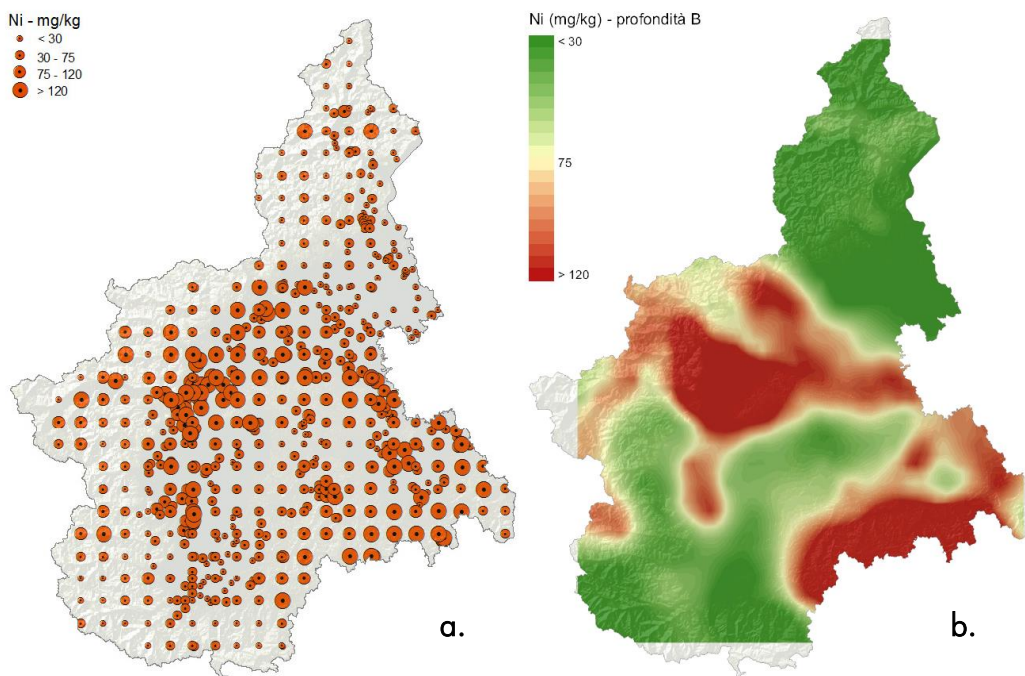 Ni - mg/kg
< 30
30 - 75
75 - 120
> 120
a.
Ni (mg/kg) - profondità B
< 30
75
> 120
b.